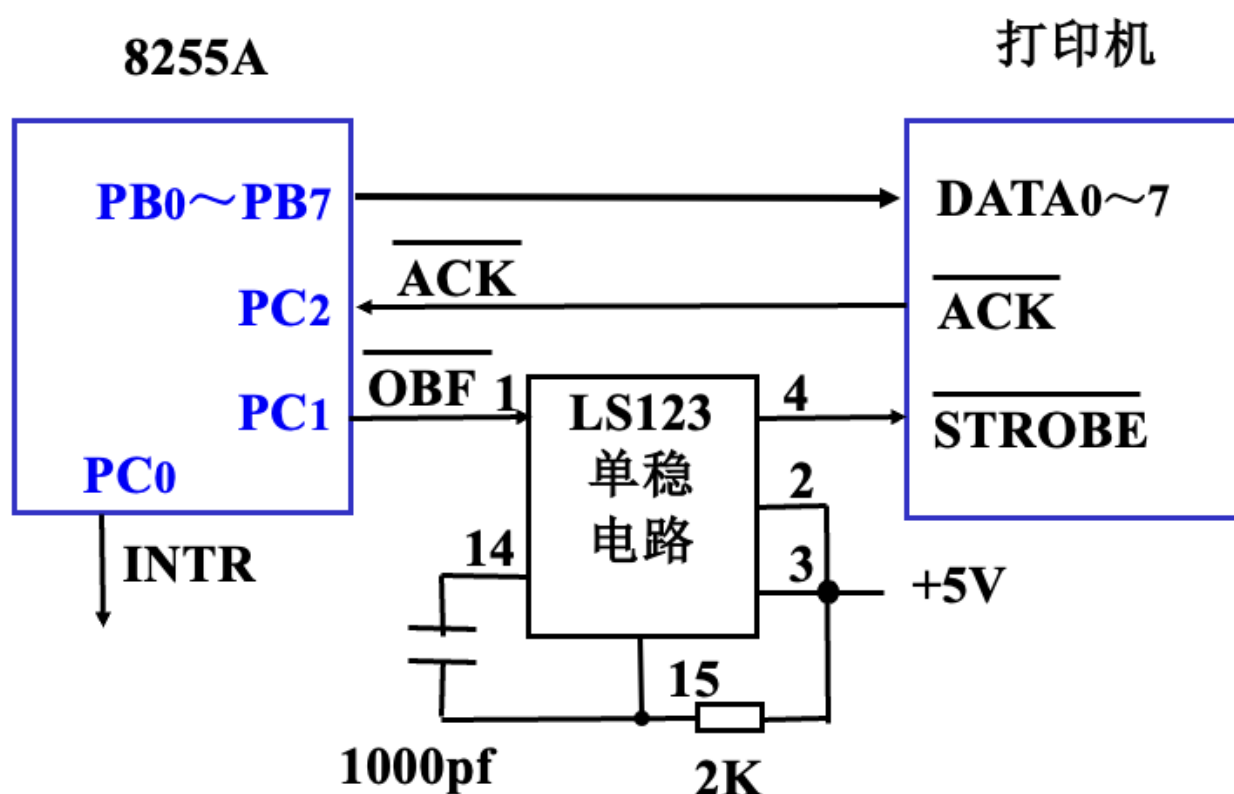 8255A
打印机
PB0～PB7
DATA0～7
ACK
PC2
ACK
OBF
PC1
1
LS123
单稳
电路
4
STROBE
PC0
2
INTR
14
3
+5V
15
1000pf
2K